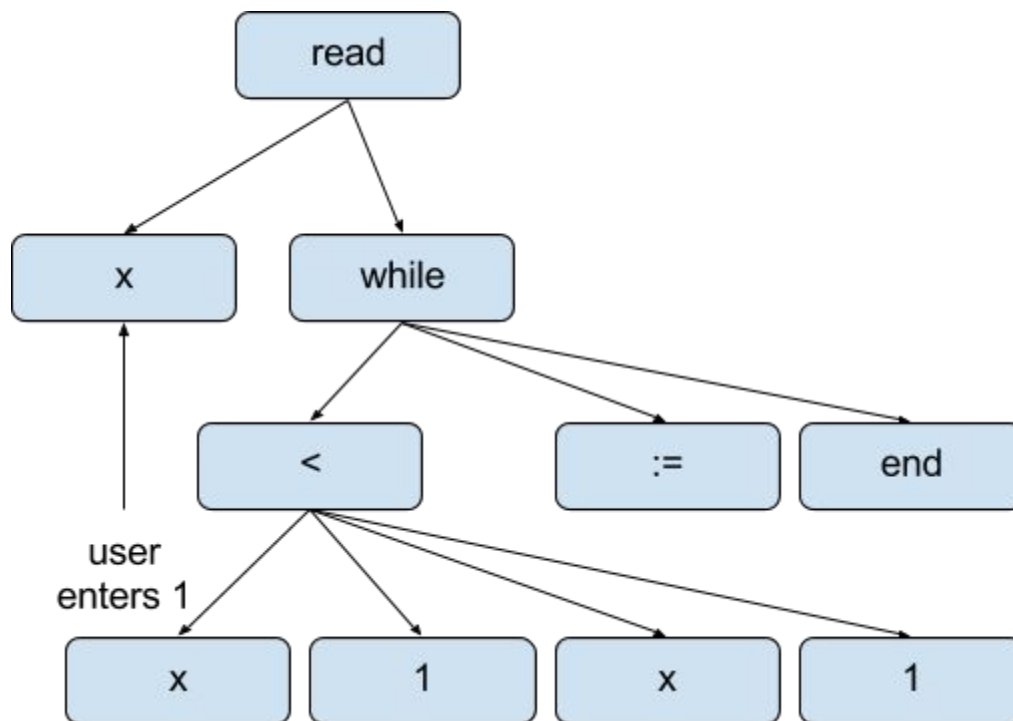 read
x
while
<
:=
end
user
enters 1
x
1
x
1